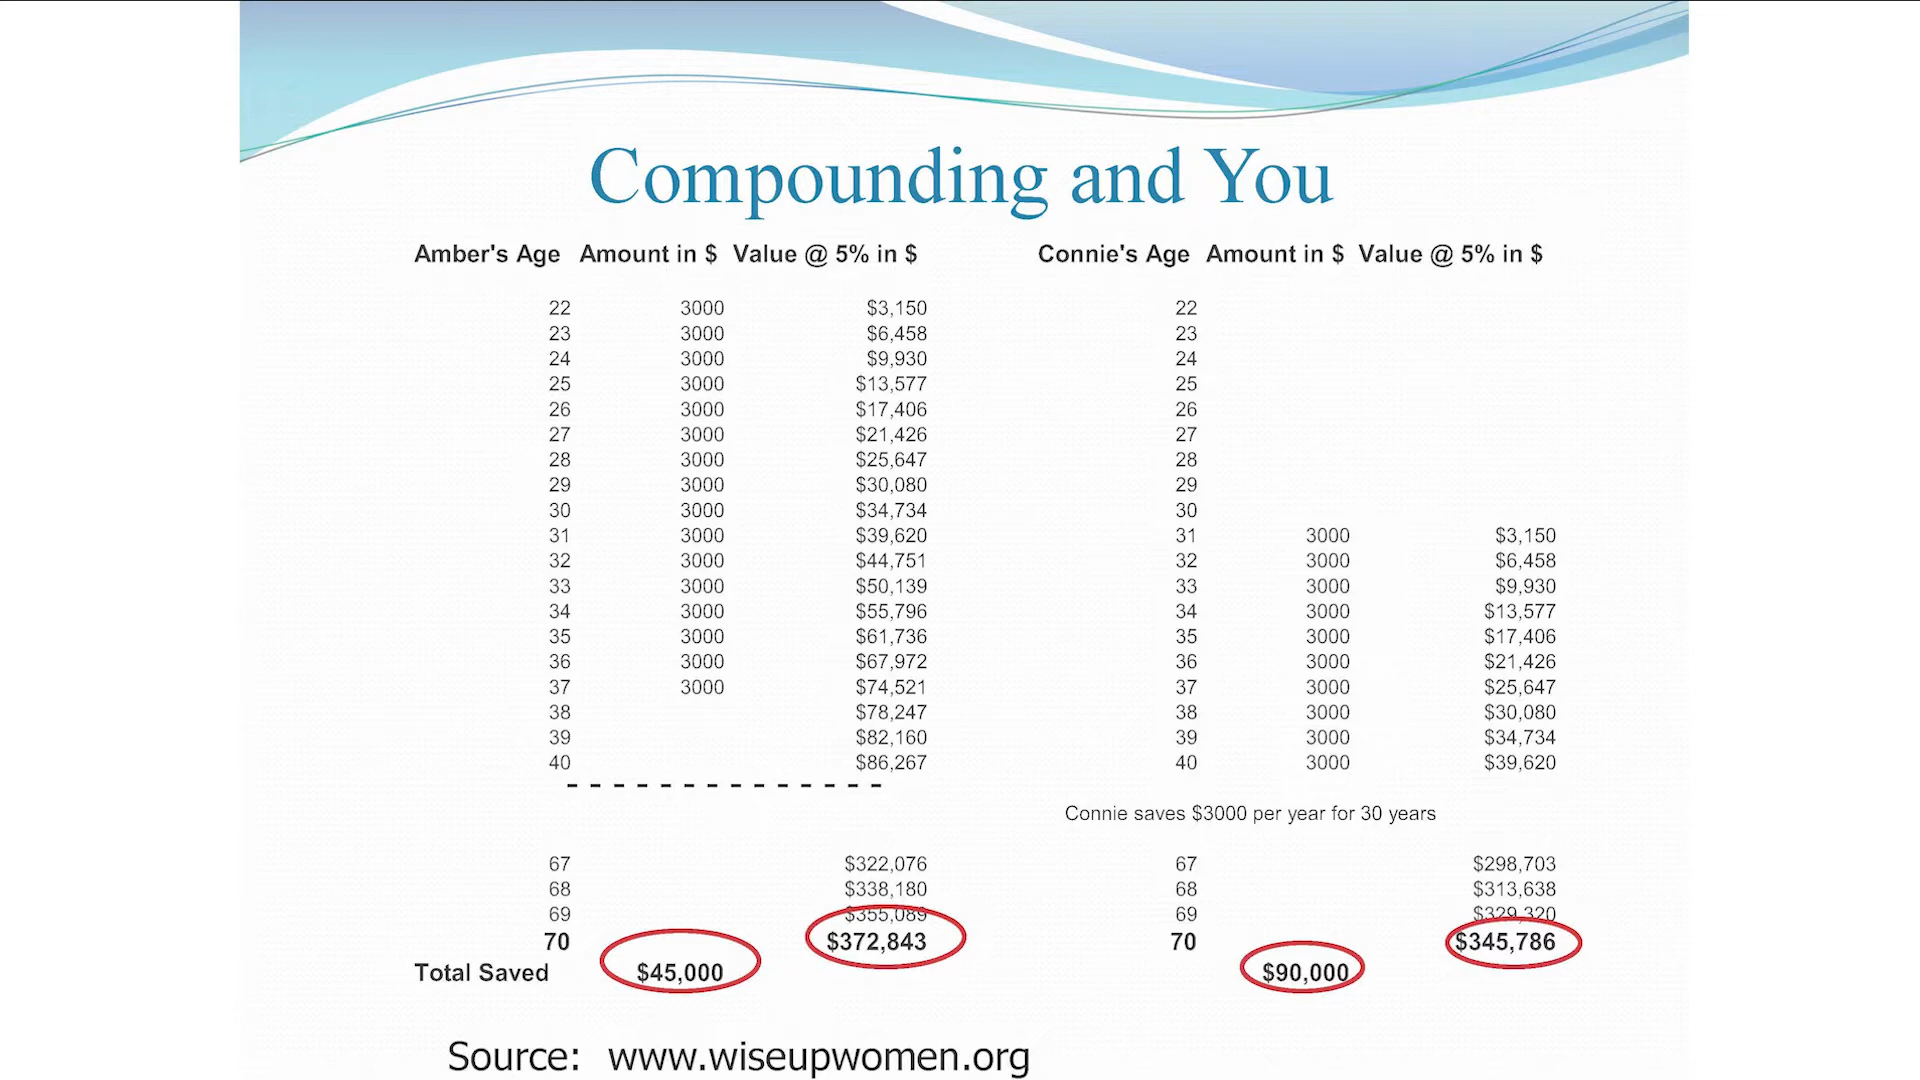 Compounding and You
Amber's Age Amount in $ Value @ 5% in $ Connie's Age Amount in $ Value @ 5% in $
22 3000 $3,150 22
23 3000 $6,458 23
24 3000 $9,930 24
25 3000 $13,577 25
26 3000 $17,406 26
27 3000 $21,426 27
28 3000 $25,647 28
29 3000 $30,080 29
30 3000 $34,734 30
31 3000 $39,620 31 3000 $3,150
32 3000 $44,751 32 3000 $6,458
33 3000 $50,139 33 3000 $9,930
34 3000 $55,796 34 3000 $13,577
35 3000 $61,736 35 3000 $17,406
36 3000 $67,972 36 3000 $21,426
37 3000 $74,521 37 3000 $25,647
38 $78,247 38 3000 $30,080
39 $82,160 39 3000 $34,734
40 $86,267 40 3000 $39,620
- - - - - - - - - - - - - -
Connie saves $3000 per year for 30 years
67 $322,076 67 $298,703
68 $338,180 68 $313,638
69 $355,089 69 $329,320
70 $372,843 70 $345,786
Total Saved $45,000 $90,000
Source: www.wiseupwomen.org